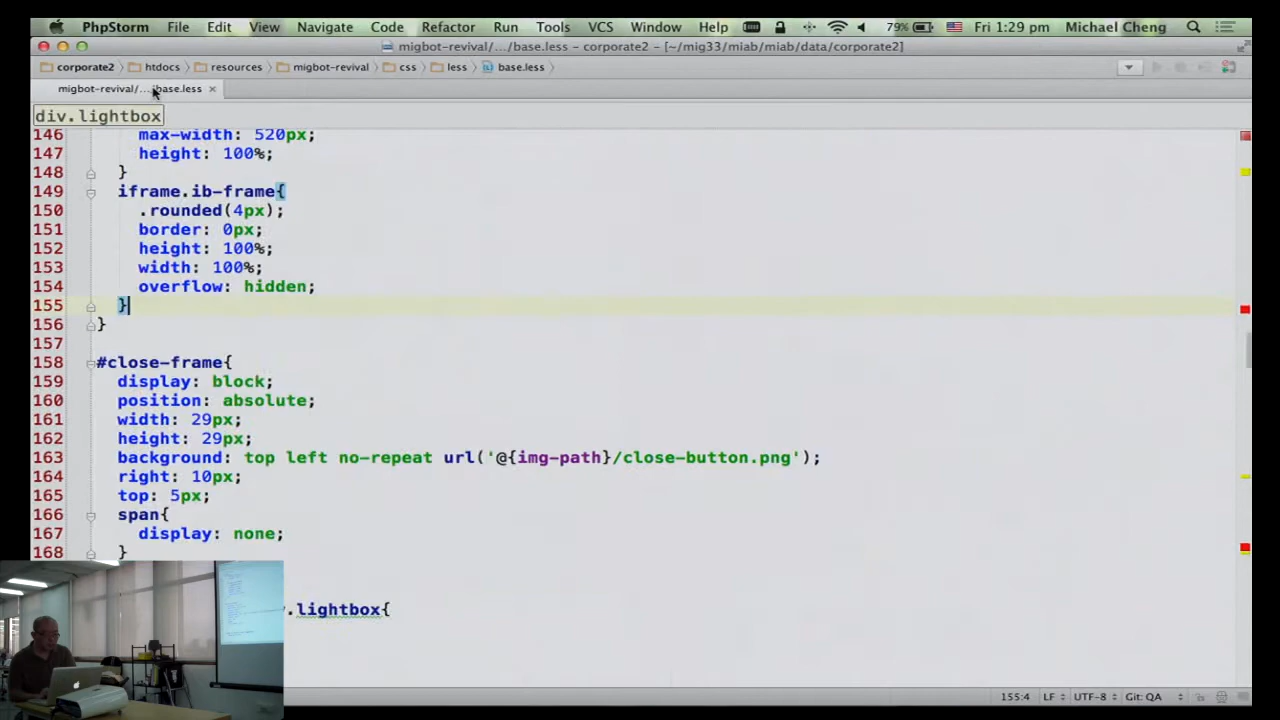 PhpStorm File Edit View Navigate Code Refactor Run Tools VCS Window Help 79% Fri 1:29 pm Michael Cheng
migbot-revival/.../base.less - corporate2 - [~/mig33/miab/miab/data/corporate2]
corporate2 htdocs resources migbot-revival css less base.less
migbot-revival/...base.less
div.lightbox
146 max-width: 520px;
147 height: 100%;
148 }
149 iframe.ib-frame{
150 .rounded(4px);
151 border: 0px;
152 height: 100%;
153 width: 100%;
154 overflow: hidden;
155 }
156 }
157
158 #close-frame{
159 display: block;
160 position: absolute;
161 width: 29px;
162 height: 29px;
163 background: top left no-repeat url('@{img-path}/close-button.png');
164 right: 10px;
165 top: 5px;
166 span{
167 display: none;
168 }
.lightbox{
155:4 LF UTF-8 Git: QA